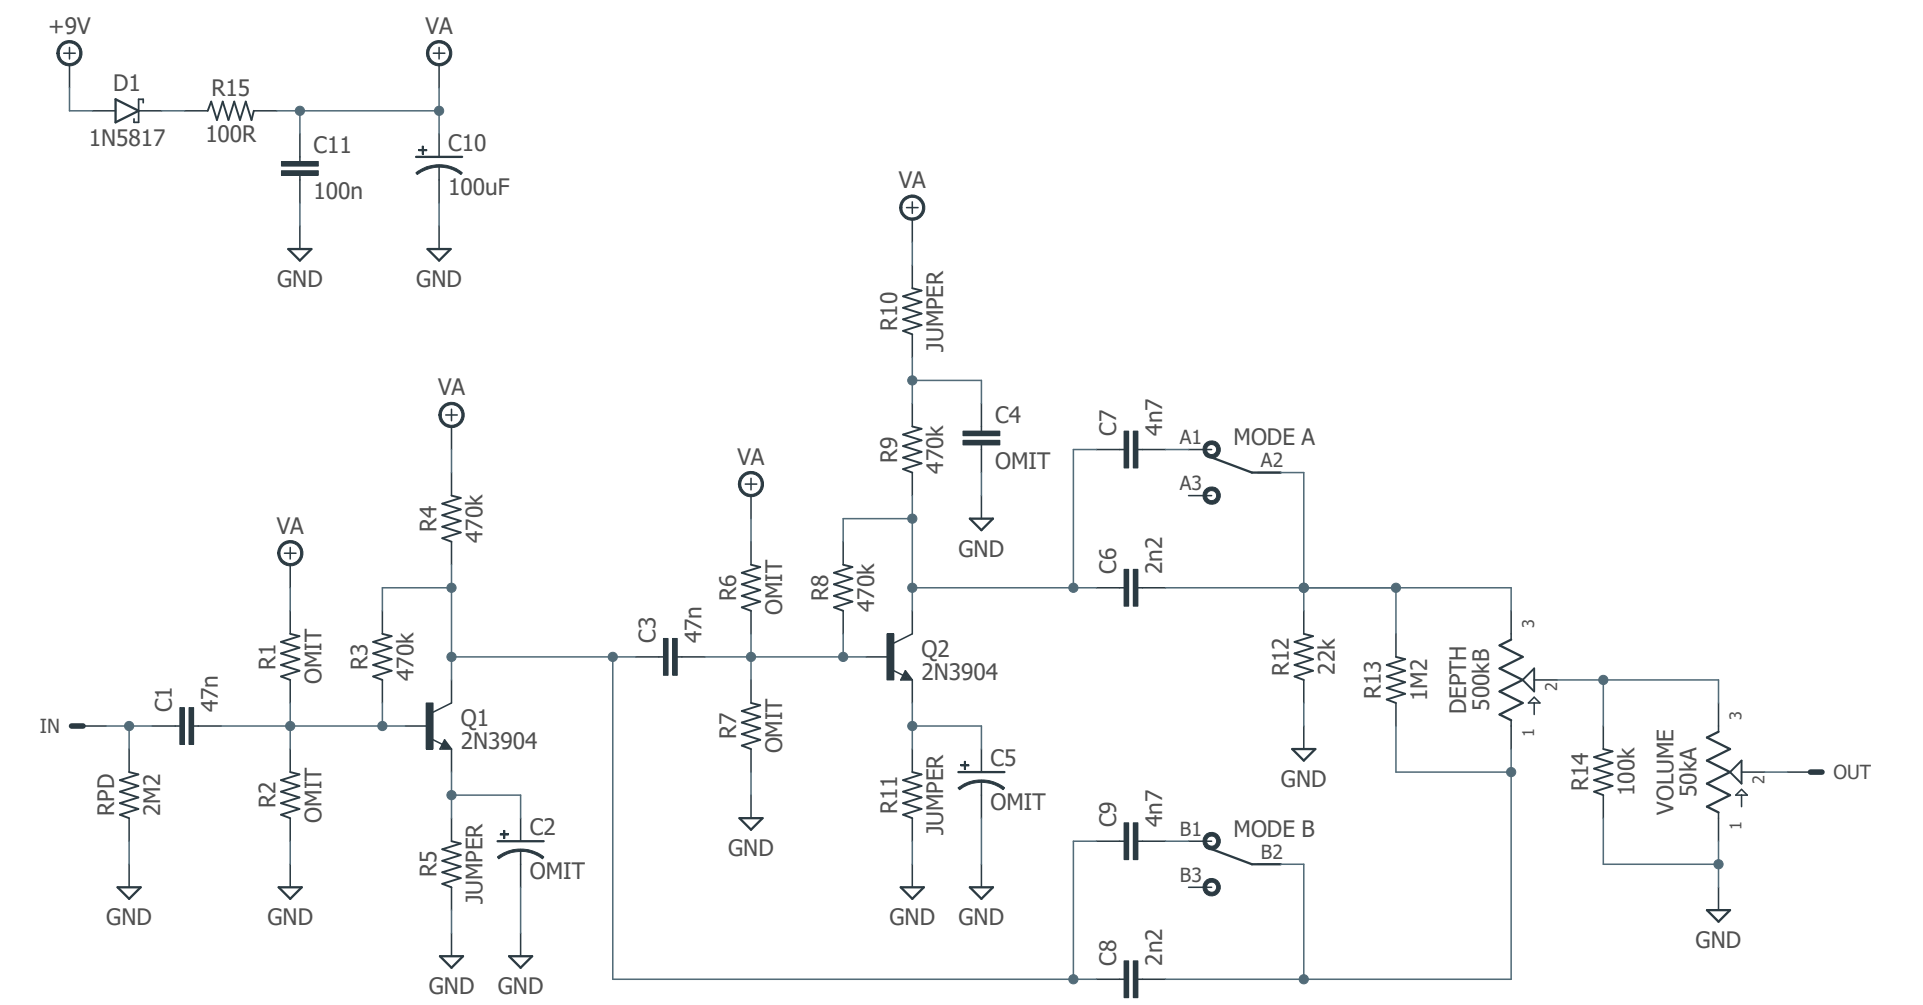 +9V
VA
D1
1N5817
R15
100R
C11
100n
C10
100uF
GND
GND
VA
R10
JUMPER
R9
470k
C4
OMIT
GND
VA
R4
470k
VA
R1
OMIT
R3
470k
C1
47n
IN
RPD
2M2
GND
R2
OMIT
GND
Q1
2N3904
R5
JUMPER
C2
OMIT
GND
GND
VA
R6
OMIT
C3
47n
R8
470k
R7
OMIT
GND
Q2
2N3904
R11
JUMPER
C5
OMIT
GND
GND
C7
4n7
A1
MODE A
A2
A3
C6
2n2
R12
22k
GND
R13
1M2
DEPTH
500kB
3
2
1
C9
4n7
B1
MODE B
B2
B3
C8
2n2
R14
100k
VOLUME
50kA
3
2
1
OUT
GND